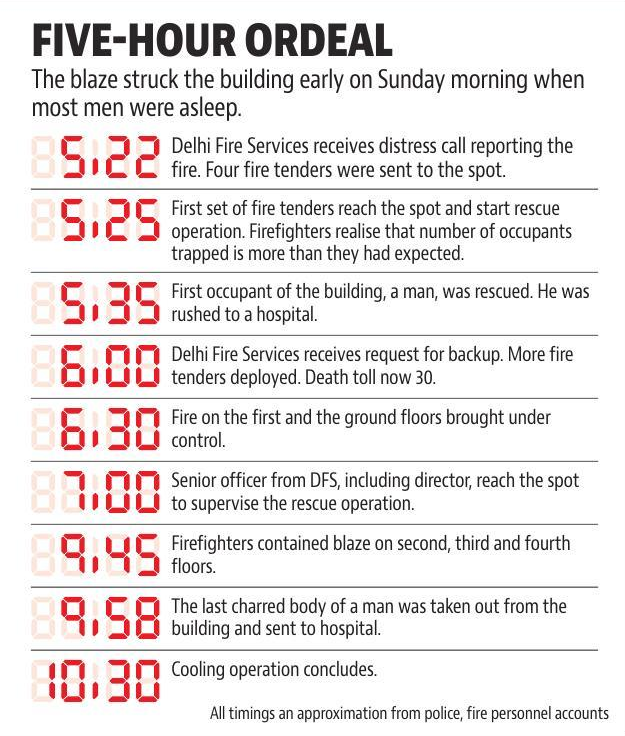 FIVE-HOUR ORDEAL
The blaze struck the building early on Sunday morning when
most men were asleep.
5:22
Delhi Fire Services receives distress call reporting the
fire. Four fire tenders were sent to the spot.
5:25
First set of fire tenders reach the spot and start rescue
operation. Firefighters realise that number of occupants
trapped is more than they had expected.
5:35
First occupant of the building, a man, was rescued. He was
rushed to a hospital.
6:00
Delhi Fire Services receives request for backup. More fire
tenders deployed. Death toll now 30.
6:30
Fire on the first and the ground floors brought under
control.
7:00
Senior officer from DFS, including director, reach the spot
to supervise the rescue operation.
9:45
Firefighters contained blaze on second, third and fourth
floors.
9:58
The last charred body of a man was taken out from the
building and sent to hospital.
10:30
Cooling operation concludes.
All timings an approximation from police, fire personnel accounts